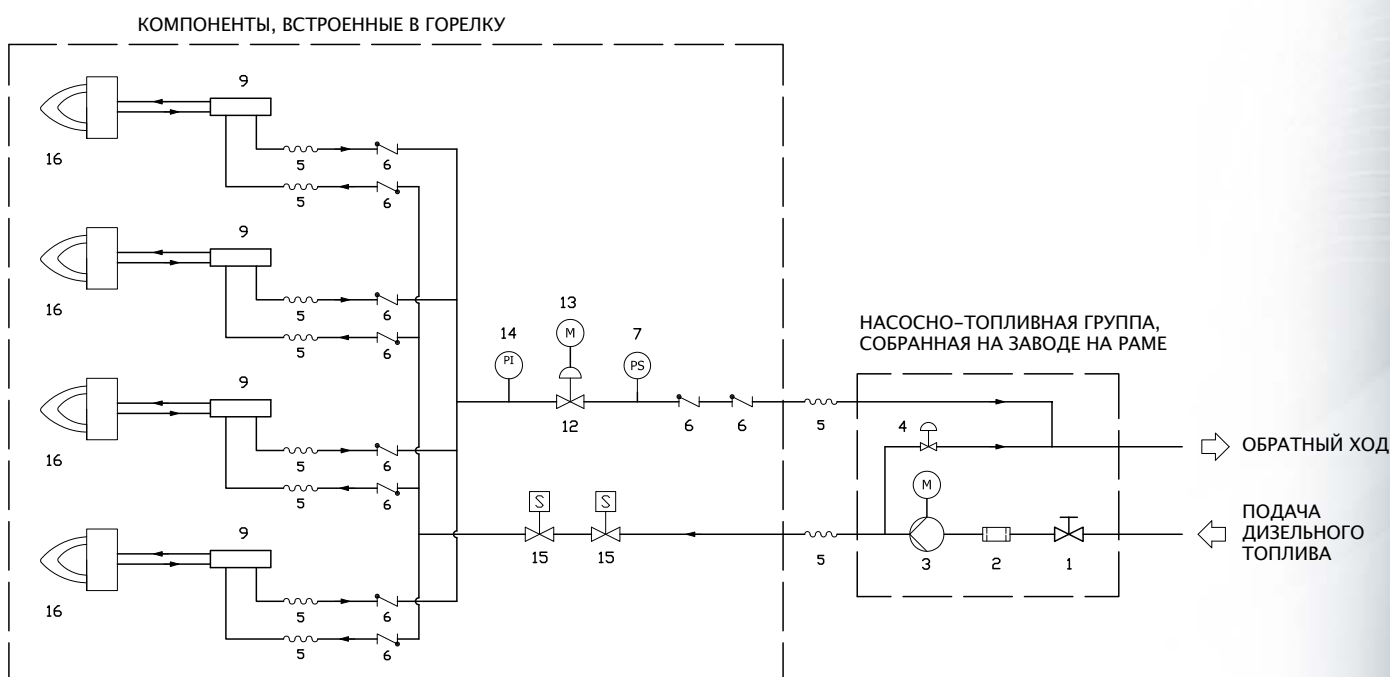 КОМПОНЕНТЫ, ВСТРОЕННЫЕ В ГОРЕЛКУ
9
16
5
6
5
6
9
16
5
6
5
6
9
16
5
6
5
6
9
16
5
6
5
6
14
PI
13
M
12
7
PS
6
6
5
S
15
S
15
5
НАСОСНО-ТОПЛИВНАЯ ГРУППА,
СОБРАННАЯ НА ЗАВОДЕ НА РАМЕ
4
M
3
2
1
ОБРАТНЫЙ ХОД
ПОДАЧА
ДИЗЕЛЬНОГО
ТОПЛИВА